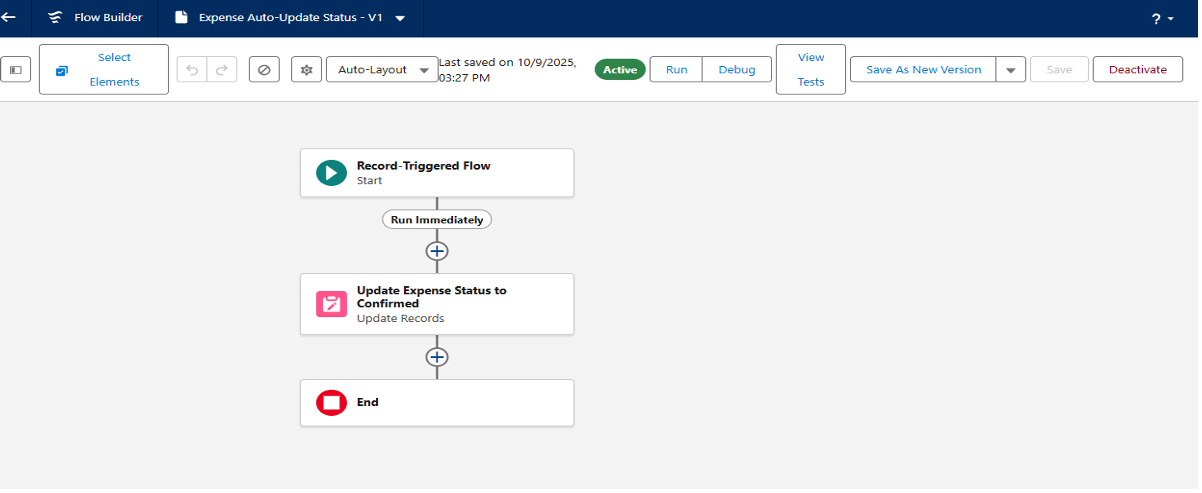 Flow Builder
Expense Auto-Update Status - V1
?
Select
Elements
Auto-Layout
Last saved on 10/9/2025,
03:27 PM
Active
Run
Debug
View
Tests
Save As New Version
Save
Deactivate
Record-Triggered Flow
Start
Run Immediately
Update Expense Status to
Confirmed
Update Records
End